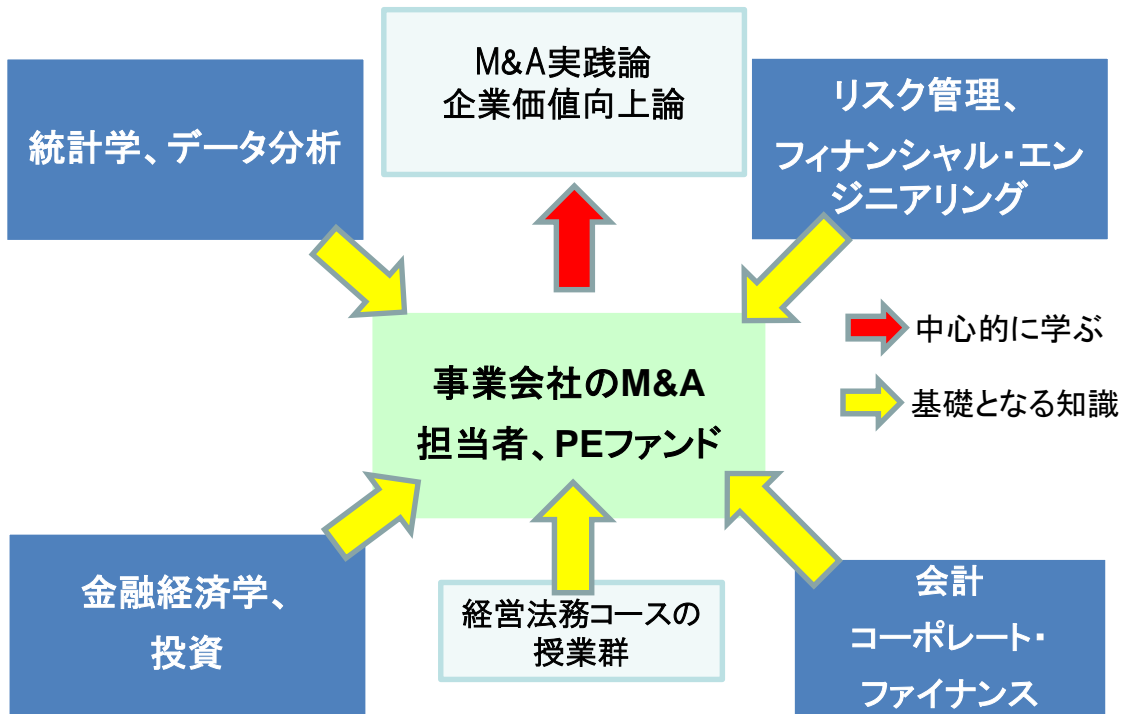 M&A実践論
企業価値向上論
統計学、データ分析
リスク管理、
フィナンシャル・エン
ジニアリング
中心的に学ぶ
基礎となる知識
事業会社のM&A
担当者、PEファンド
金融経済学、
投資
経営法務コースの
授業群
会計
コーポレート・
ファイナンス